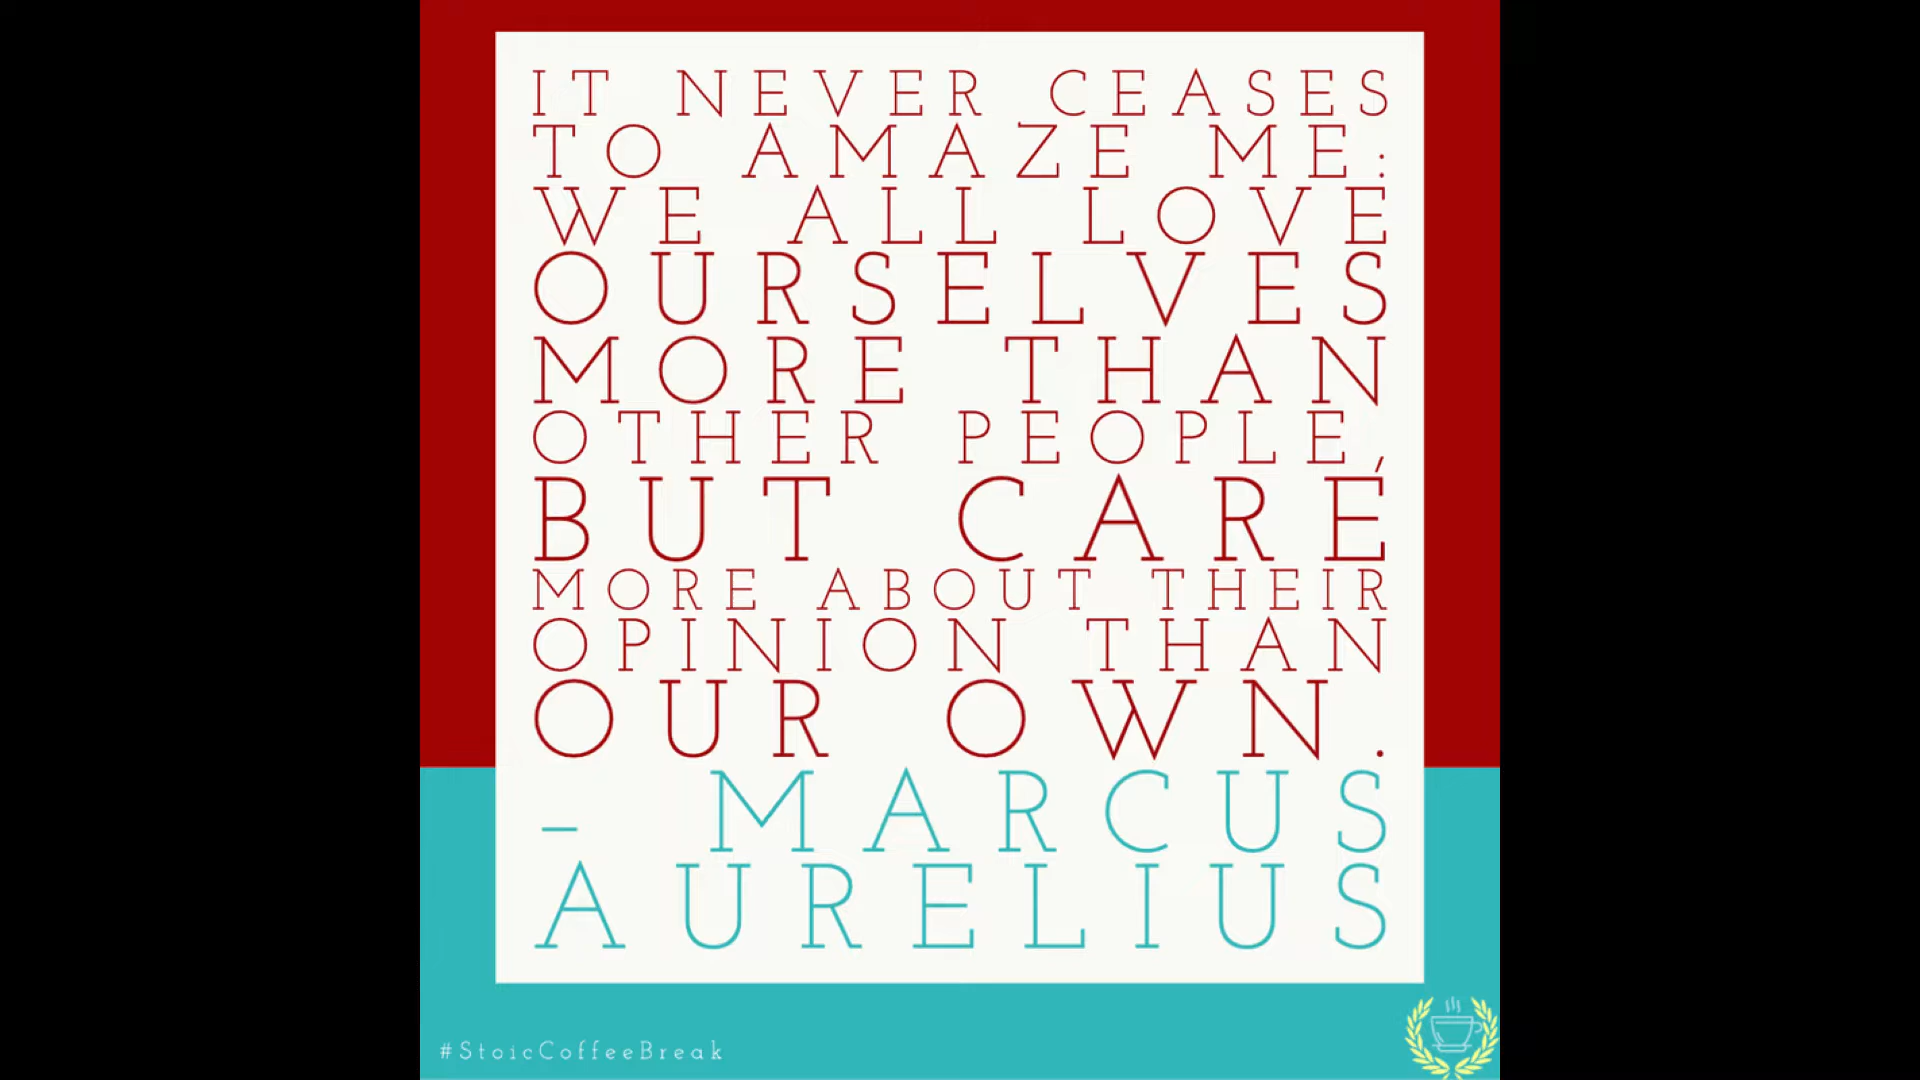 IT NEVER CEASES
TO AMAZE ME:
WE ALL LOVE
OURSELVES
MORE THAN
OTHER PEOPLE,
BUT CARE
MORE ABOUT THEIR
OPINION THAN
OUR OWN.
– MARCUS
AURELIUS
#StoicCoffeeBreak